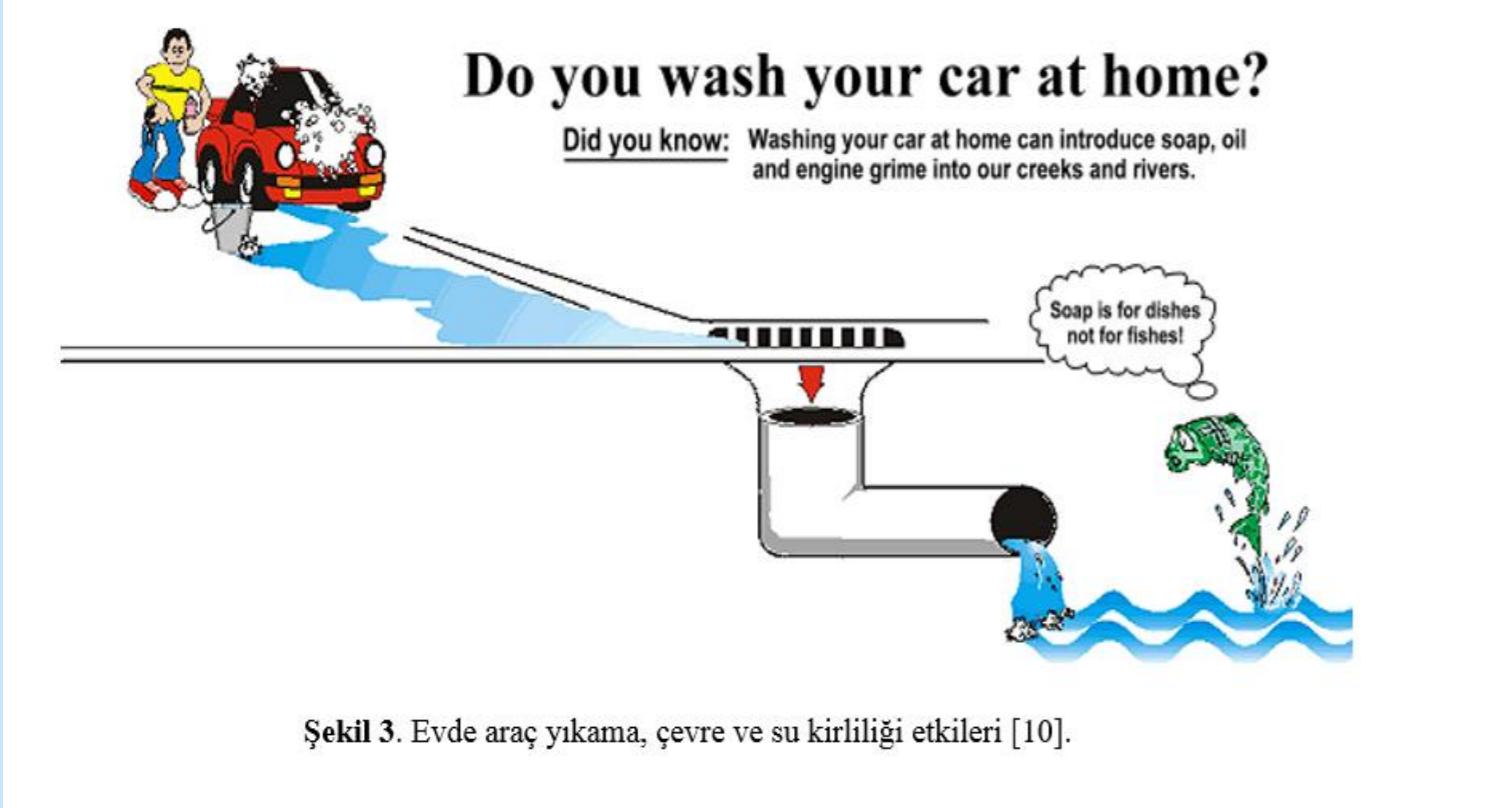 Do you wash your car at home?
Did you know: Washing your car at home can introduce soap, oil
and engine grime into our creeks and rivers.
Soap is for dishes
not for fishes!
Şekil 3. Evde araç yıkama, çevre ve su kirliliği etkileri [10].